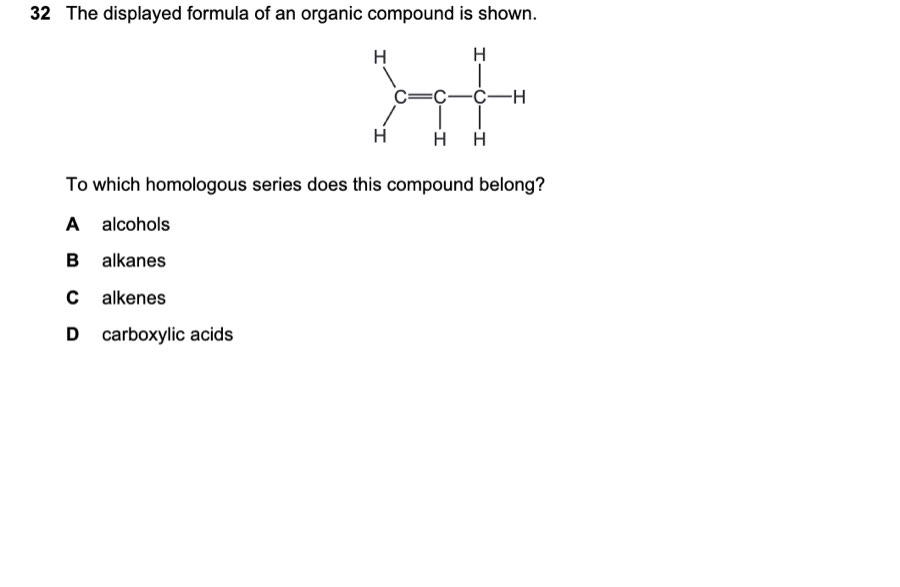 32 The displayed formula of an organic compound is shown.
H H
C=C–C–H
H H H
To which homologous series does this compound belong?
A alcohols
B alkanes
C alkenes
D carboxylic acids